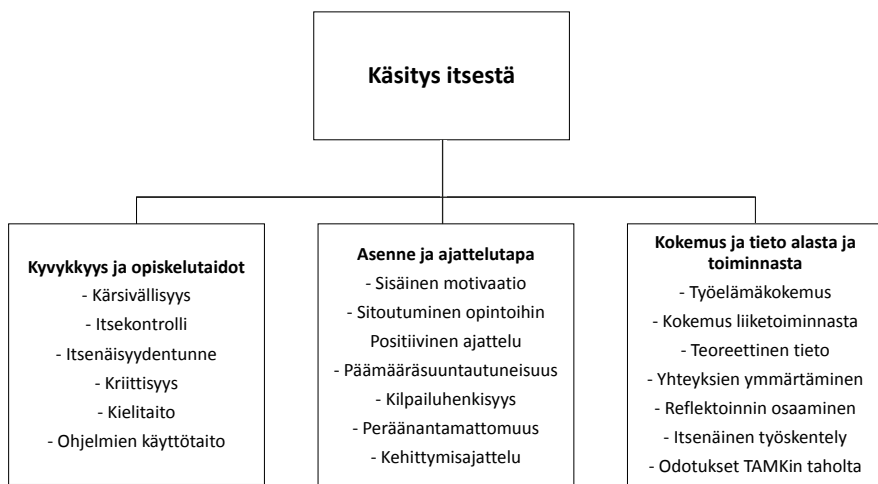 Käsitys itsestä
Kyvykkyys ja opiskelutaidot
- Kärsivällisyys
- Itsekontrolli
- Itsenäisyydentunne
- Kriittisyys
- Kielitaito
- Ohjelmien käyttötaito
Asenne ja ajattelutapa
- Sisäinen motivaatio
- Sitoutuminen opintoihin
Positiivinen ajattelu
- Päämääräsuuntautuneisuus
- Kilpailuhenkisyys
- Peräänantamattomuus
- Kehittymisajattelu
Kokemus ja tieto alasta ja
toiminnasta
- Työelämäkokemus
- Kokemus liiketoiminnasta
- Teoreettinen tieto
- Yhteyksien ymmärtäminen
- Reflektoinnin osaaminen
- Itsenäinen työskentely
- Odotukset TAMKin taholta